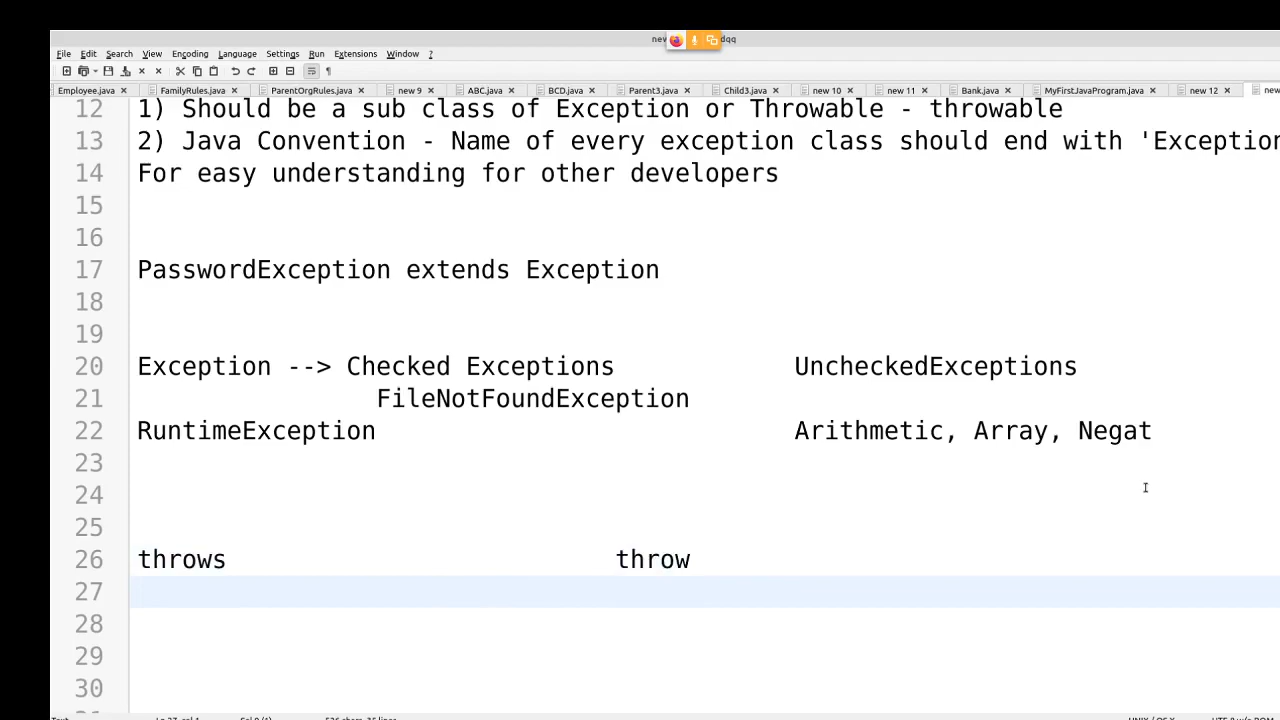 new dqq
File Edit Search View Encoding Language Settings Run Extensions Window ?
Employee.java FamilyRules.java ParentOrgRules.java new 9 ABC.java BCD.java Parent3.java Child3.java new 10 new 11 Bank.java MyFirstJavaProgram.java new 12 new
12 1) Should be a sub class of Exception or Throwable - throwable
13 2) Java Convention - Name of every exception class should end with 'Exception
14 For easy understanding for other developers
15
16
17 PasswordException extends Exception
18
19
20 Exception --> Checked Exceptions UncheckedExceptions
21 FileNotFoundException
22 RuntimeException Arithmetic, Array, Negat
23
24
25
26 throws throw
27
28
29
30